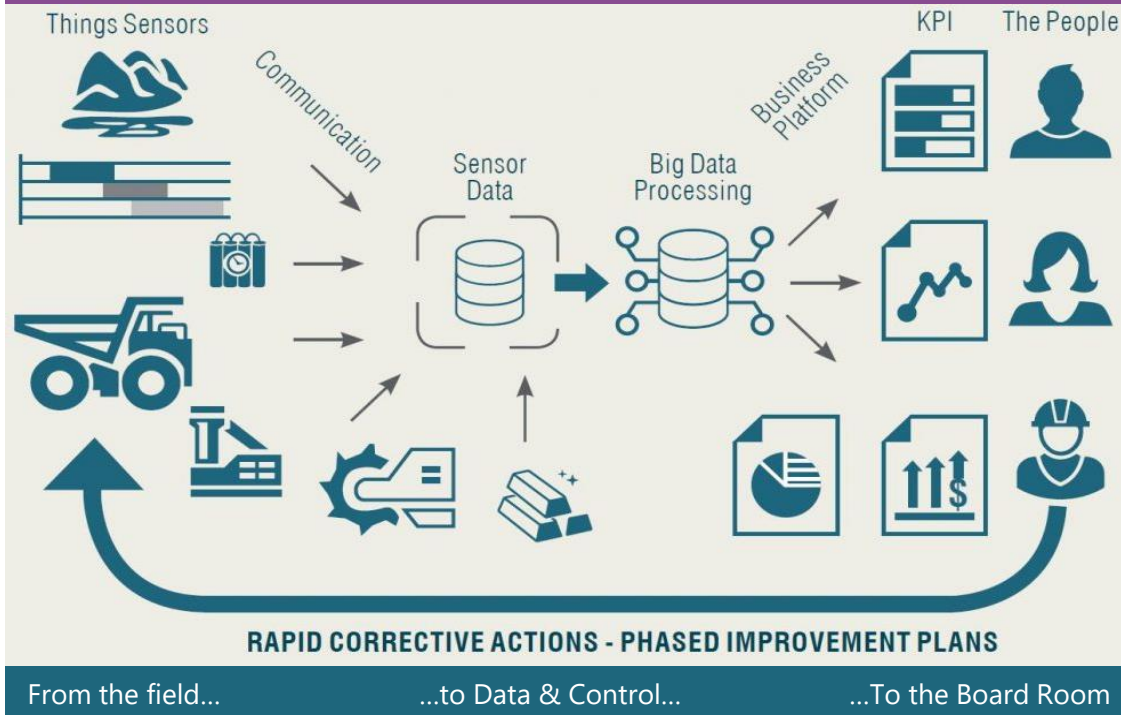 Things Sensors
Communication
Sensor
Data
Big Data
Processing
Business
Platform
KPI
The People
$
RAPID CORRECTIVE ACTIONS - PHASED IMPROVEMENT PLANS
From the field...
...to Data & Control...
...To the Board Room